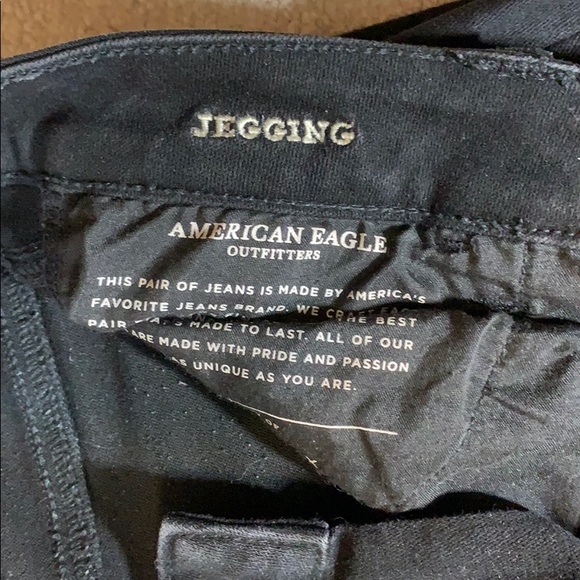 JEGGING
AMERICAN EAGLE
OUTFITTERS
THIS PAIR OF JEANS IS MADE BY AMERICA'S
FAVORITE JEANS BRAND. WE BEST
PAIR MADE TO LAST. ALL OF OUR
ARE MADE WITH PRIDE AND PASSION
AS UNIQUE AS YOU ARE.